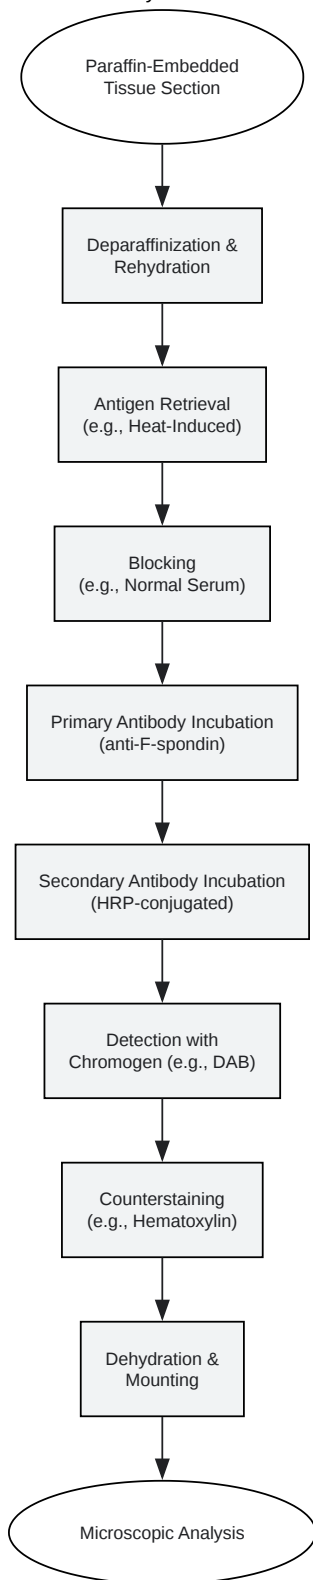 Paraffin-Embedded
Tissue Section
Deparaffinization &
Rehydration
Antigen Retrieval
(e.g., Heat-Induced)
Blocking
(e.g., Normal Serum)
Primary Antibody Incubation
(anti-F-spondin)
Secondary Antibody Incubation
(HRP-conjugated)
Detection with
Chromogen (e.g., DAB)
Counterstaining
(e.g., Hematoxylin)
Dehydration &
Mounting
Microscopic Analysis